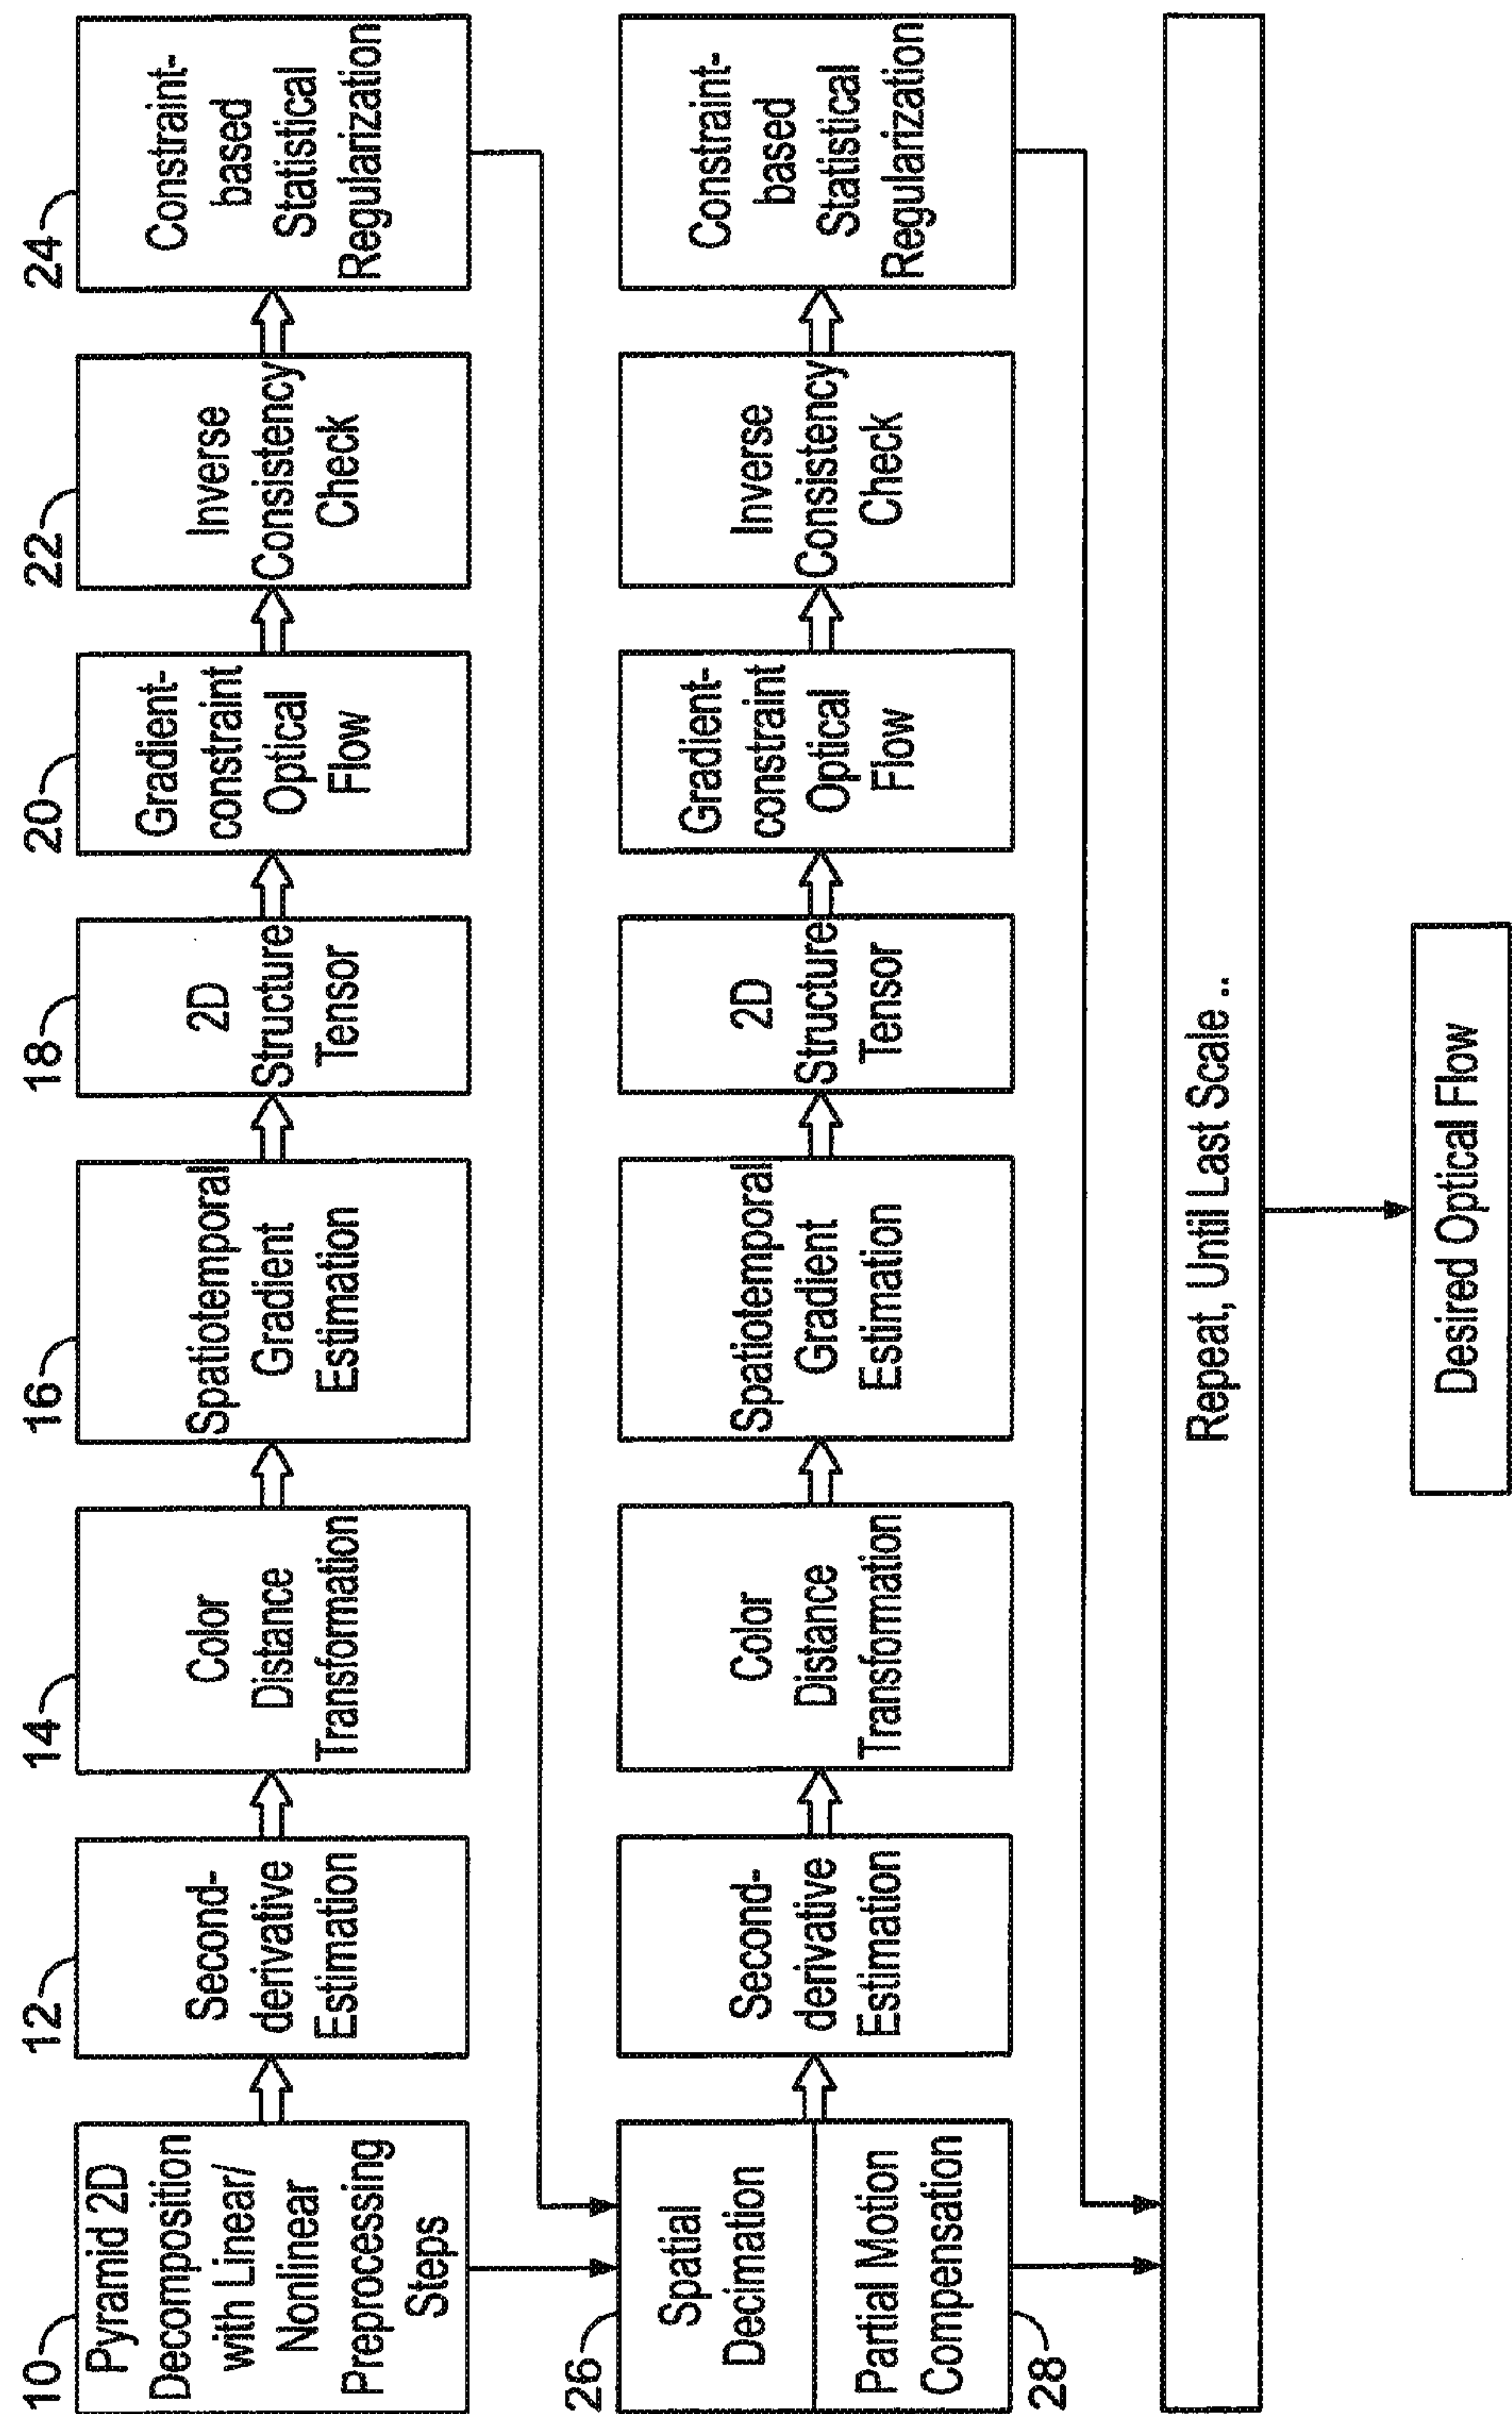 10
Pyramid 2D
Decomposition
with Linear/
Nonlinear
Preprocessing
Steps
12
Second-
derivative
Estimation
14
Color
Distance
Transformation
16
Spatiotemporal
Gradient
Estimation
18
2D
Structure
Tensor
20
Gradient-
constraint
Optical
Flow
22
Inverse
Consistency
Check
24
Constraint-
based
Statistical
Regularization
26
Spatial
Decimation
Partial Motion
Compensation
28
Second-
derivative
Estimation
Color
Distance
Transformation
Spatiotemporal
Gradient
Estimation
2D
Structure
Tensor
Gradient-
constraint
Optical
Flow
Inverse
Consistency
Check
Constraint-
based
Statistical
Regularization
Repeat, Until Last Scale ..
Desired Optical Flow